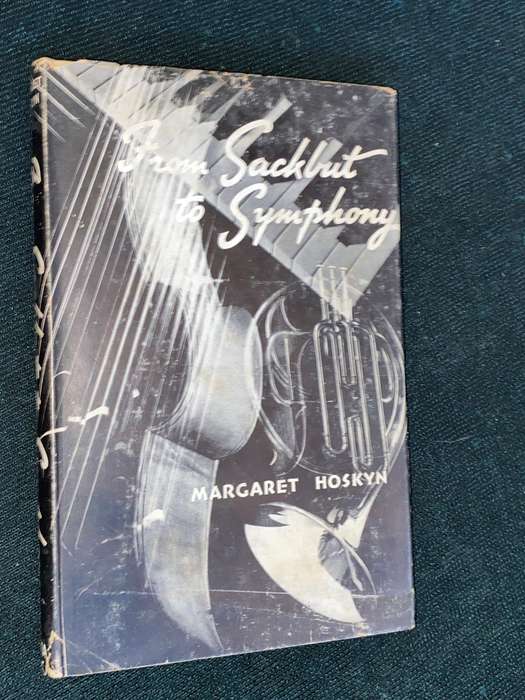 From Sackbut
to Symphony
MARGARET HOSKYN